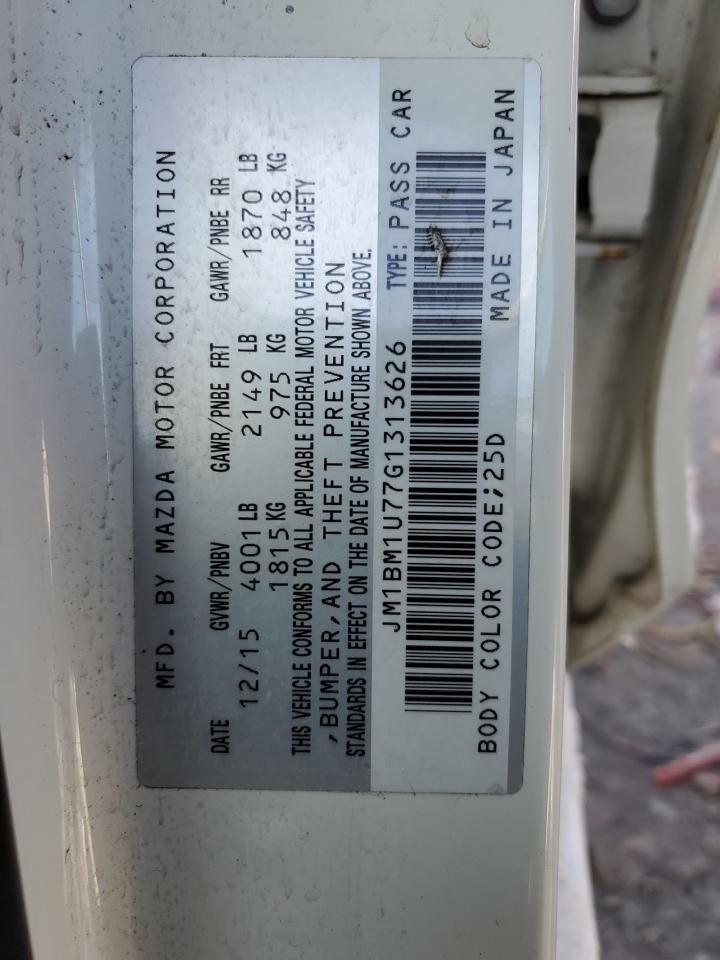 MFD. BY MAZDA MOTOR CORPORATION
DATE GVWR/PNBV GAWR/PNBE FRT GAWR/PNBE RR
12/15 4001 LB 2149 LB 1870 LB
1815 KG 975 KG 848 KG
THIS VEHICLE CONFORMS TO ALL APPLICABLE FEDERAL MOTOR VEHICLE SAFETY
,BUMPER,AND THEFT PREVENTION
STANDARDS IN EFFECT ON THE DATE OF MANUFACTURE SHOWN ABOVE.
JM1BM1U77G1313626 TYPE: PASS CAR
BODY COLOR CODE;25D MADE IN JAPAN